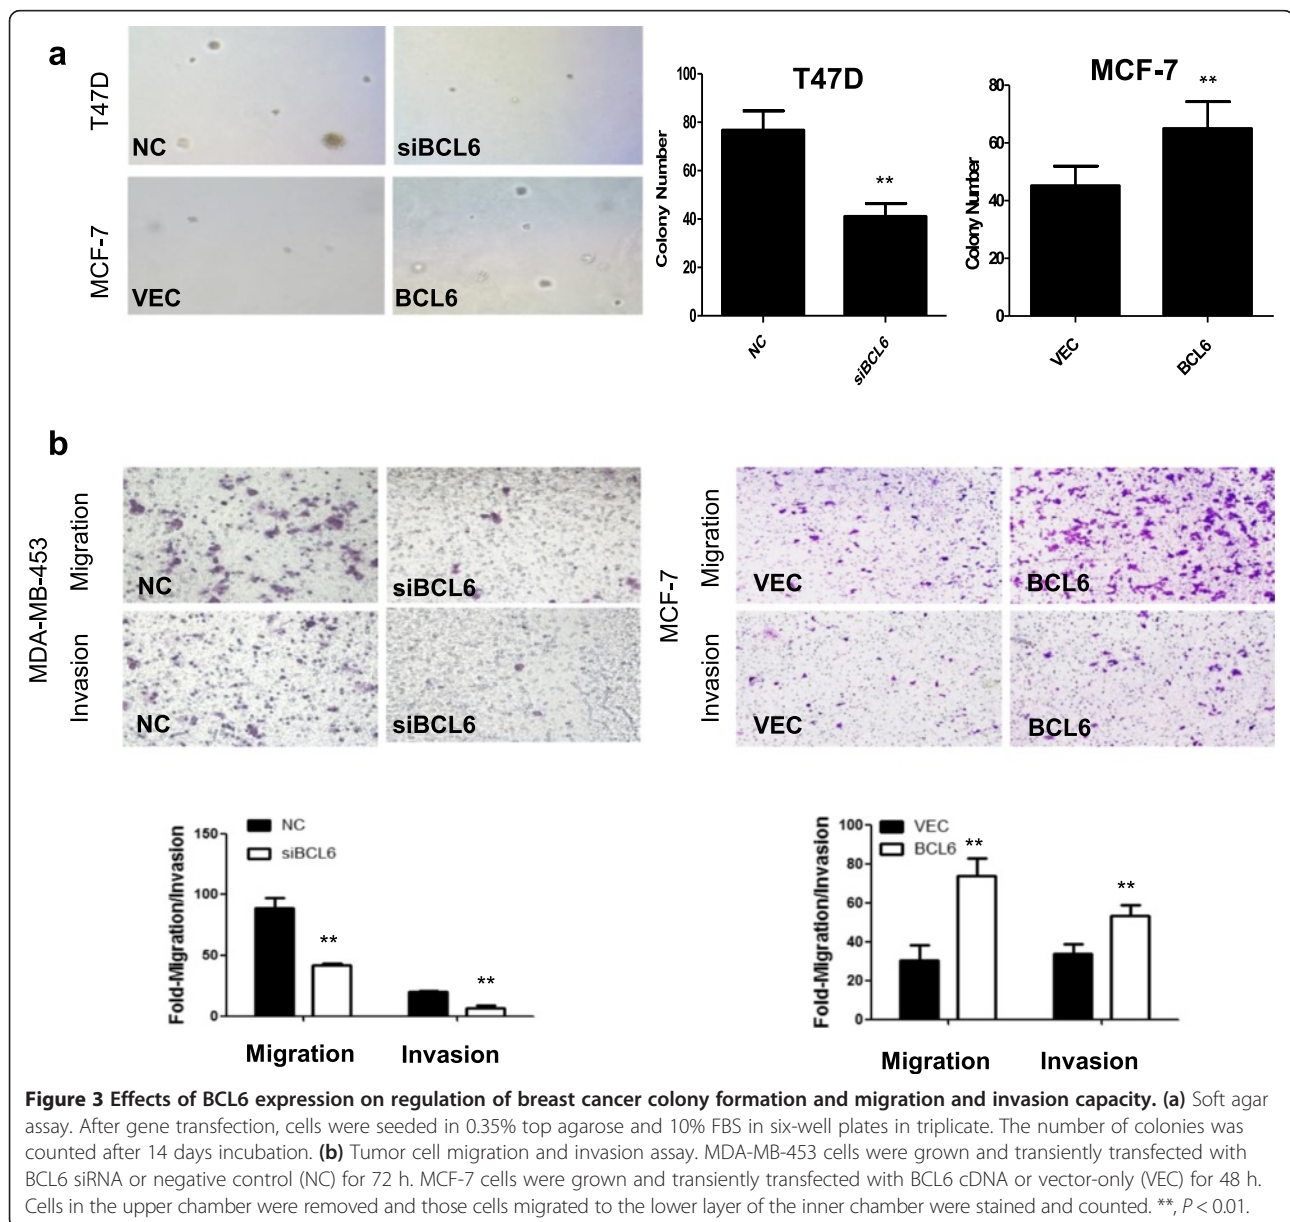 a
T47D
NC
siBCL6
MCF-7
VEC
BCL6
T47D
Colony Number
100
80
60
40
20
0
**
NC
siBCL6
MCF-7
Colony Number
80
60
40
20
0
**
VEC
BCL6
b
MDA-MB-453
Migration
NC
siBCL6
Invasion
NC
siBCL6
MCF-7
Migration
VEC
BCL6
Invasion
VEC
BCL6
Fold-Migration/Invasion
150
100
50
0
NC
siBCL6
**
**
Migration Invasion
Fold-Migration/Invasion
100
80
60
40
20
0
VEC
BCL6
**
**
Migration Invasion
Figure 3 Effects of BCL6 expression on regulation of breast cancer colony formation and migration and invasion capacity. (a) Soft agar
assay. After gene transfection, cells were seeded in 0.35% top agarose and 10% FBS in six-well plates in triplicate. The number of colonies was
counted after 14 days incubation. (b) Tumor cell migration and invasion assay. MDA-MB-453 cells were grown and transiently transfected with
BCL6 siRNA or negative control (NC) for 72 h. MCF-7 cells were grown and transiently transfected with BCL6 cDNA or vector-only (VEC) for 48 h.
Cells in the upper chamber were removed and those cells migrated to the lower layer of the inner chamber were stained and counted. **, P < 0.01.